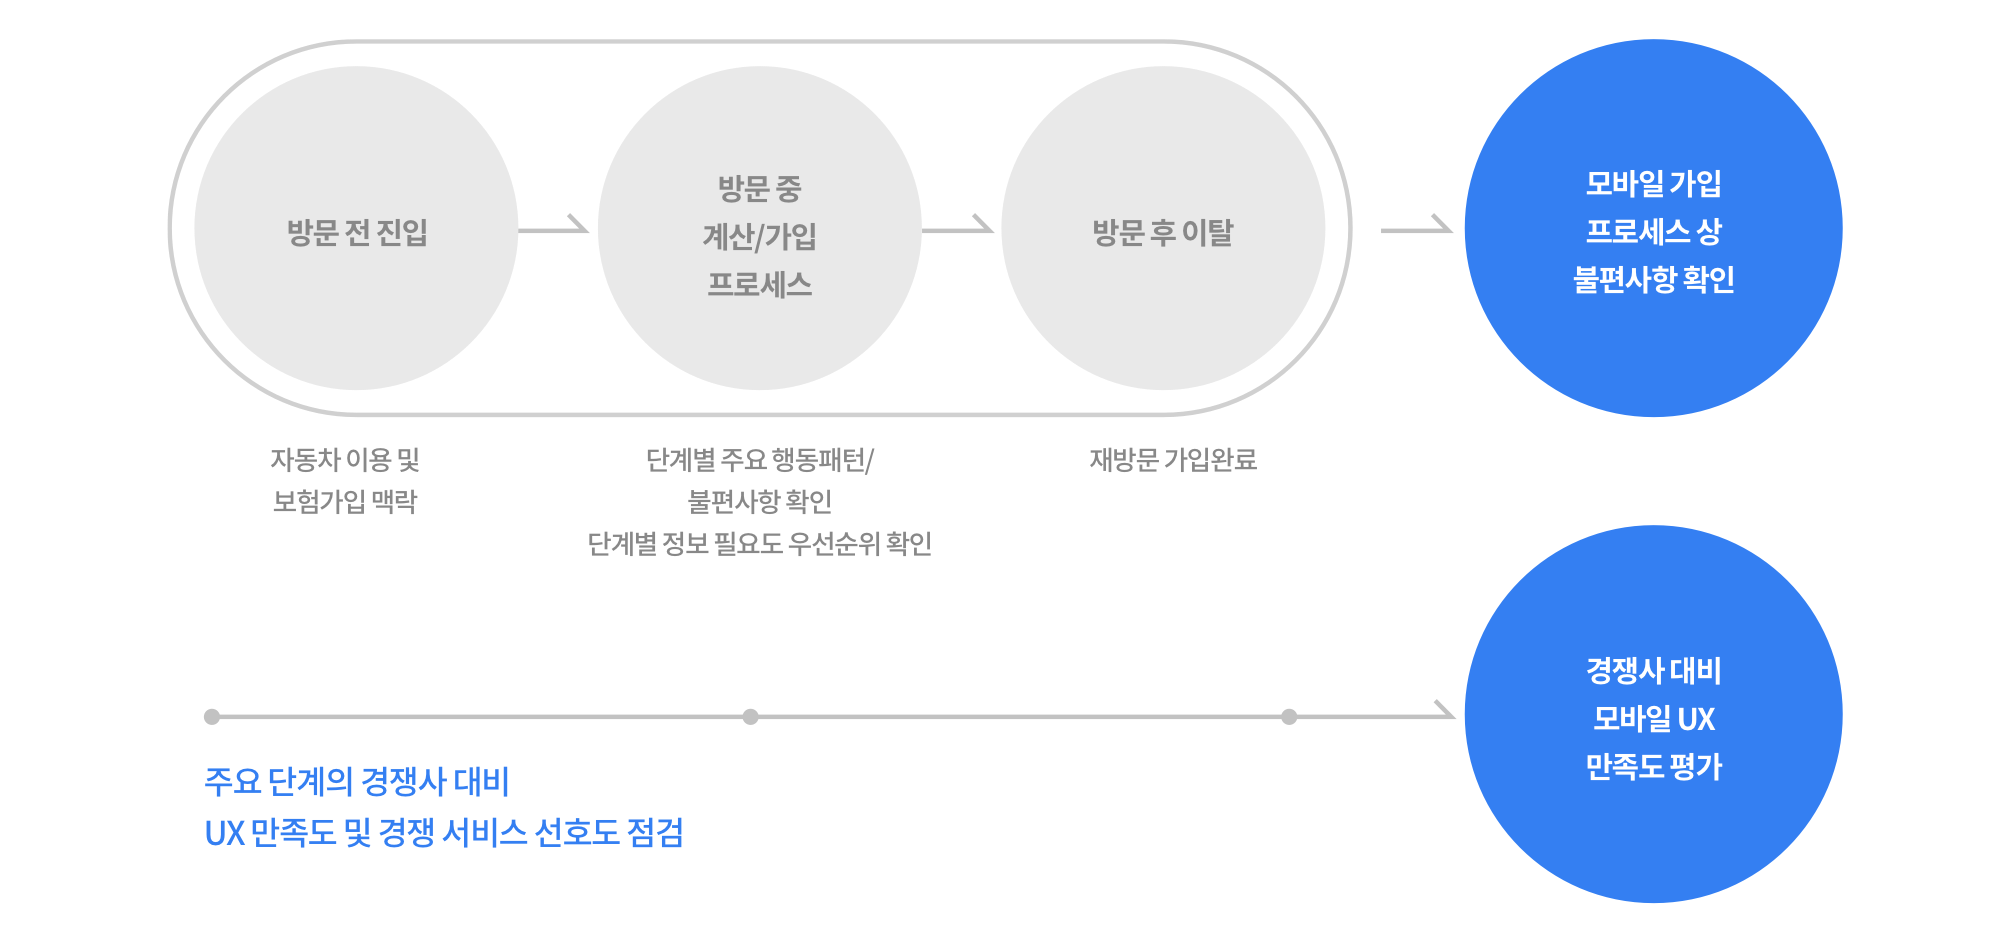 방문 전 진입
방문 중
계산/가입
프로세스
방문 후 이탈
모바일 가입
프로세스 상
불편사항 확인
자동차 이용 및
보험가입 맥락
단계별 주요 행동패턴/
불편사항 확인
단계별 정보 필요도 우선순위 확인
재방문 가입완료
경쟁사 대비
모바일 UX
만족도 평가
주요 단계의 경쟁사 대비
UX 만족도 및 경쟁 서비스 선호도 점검